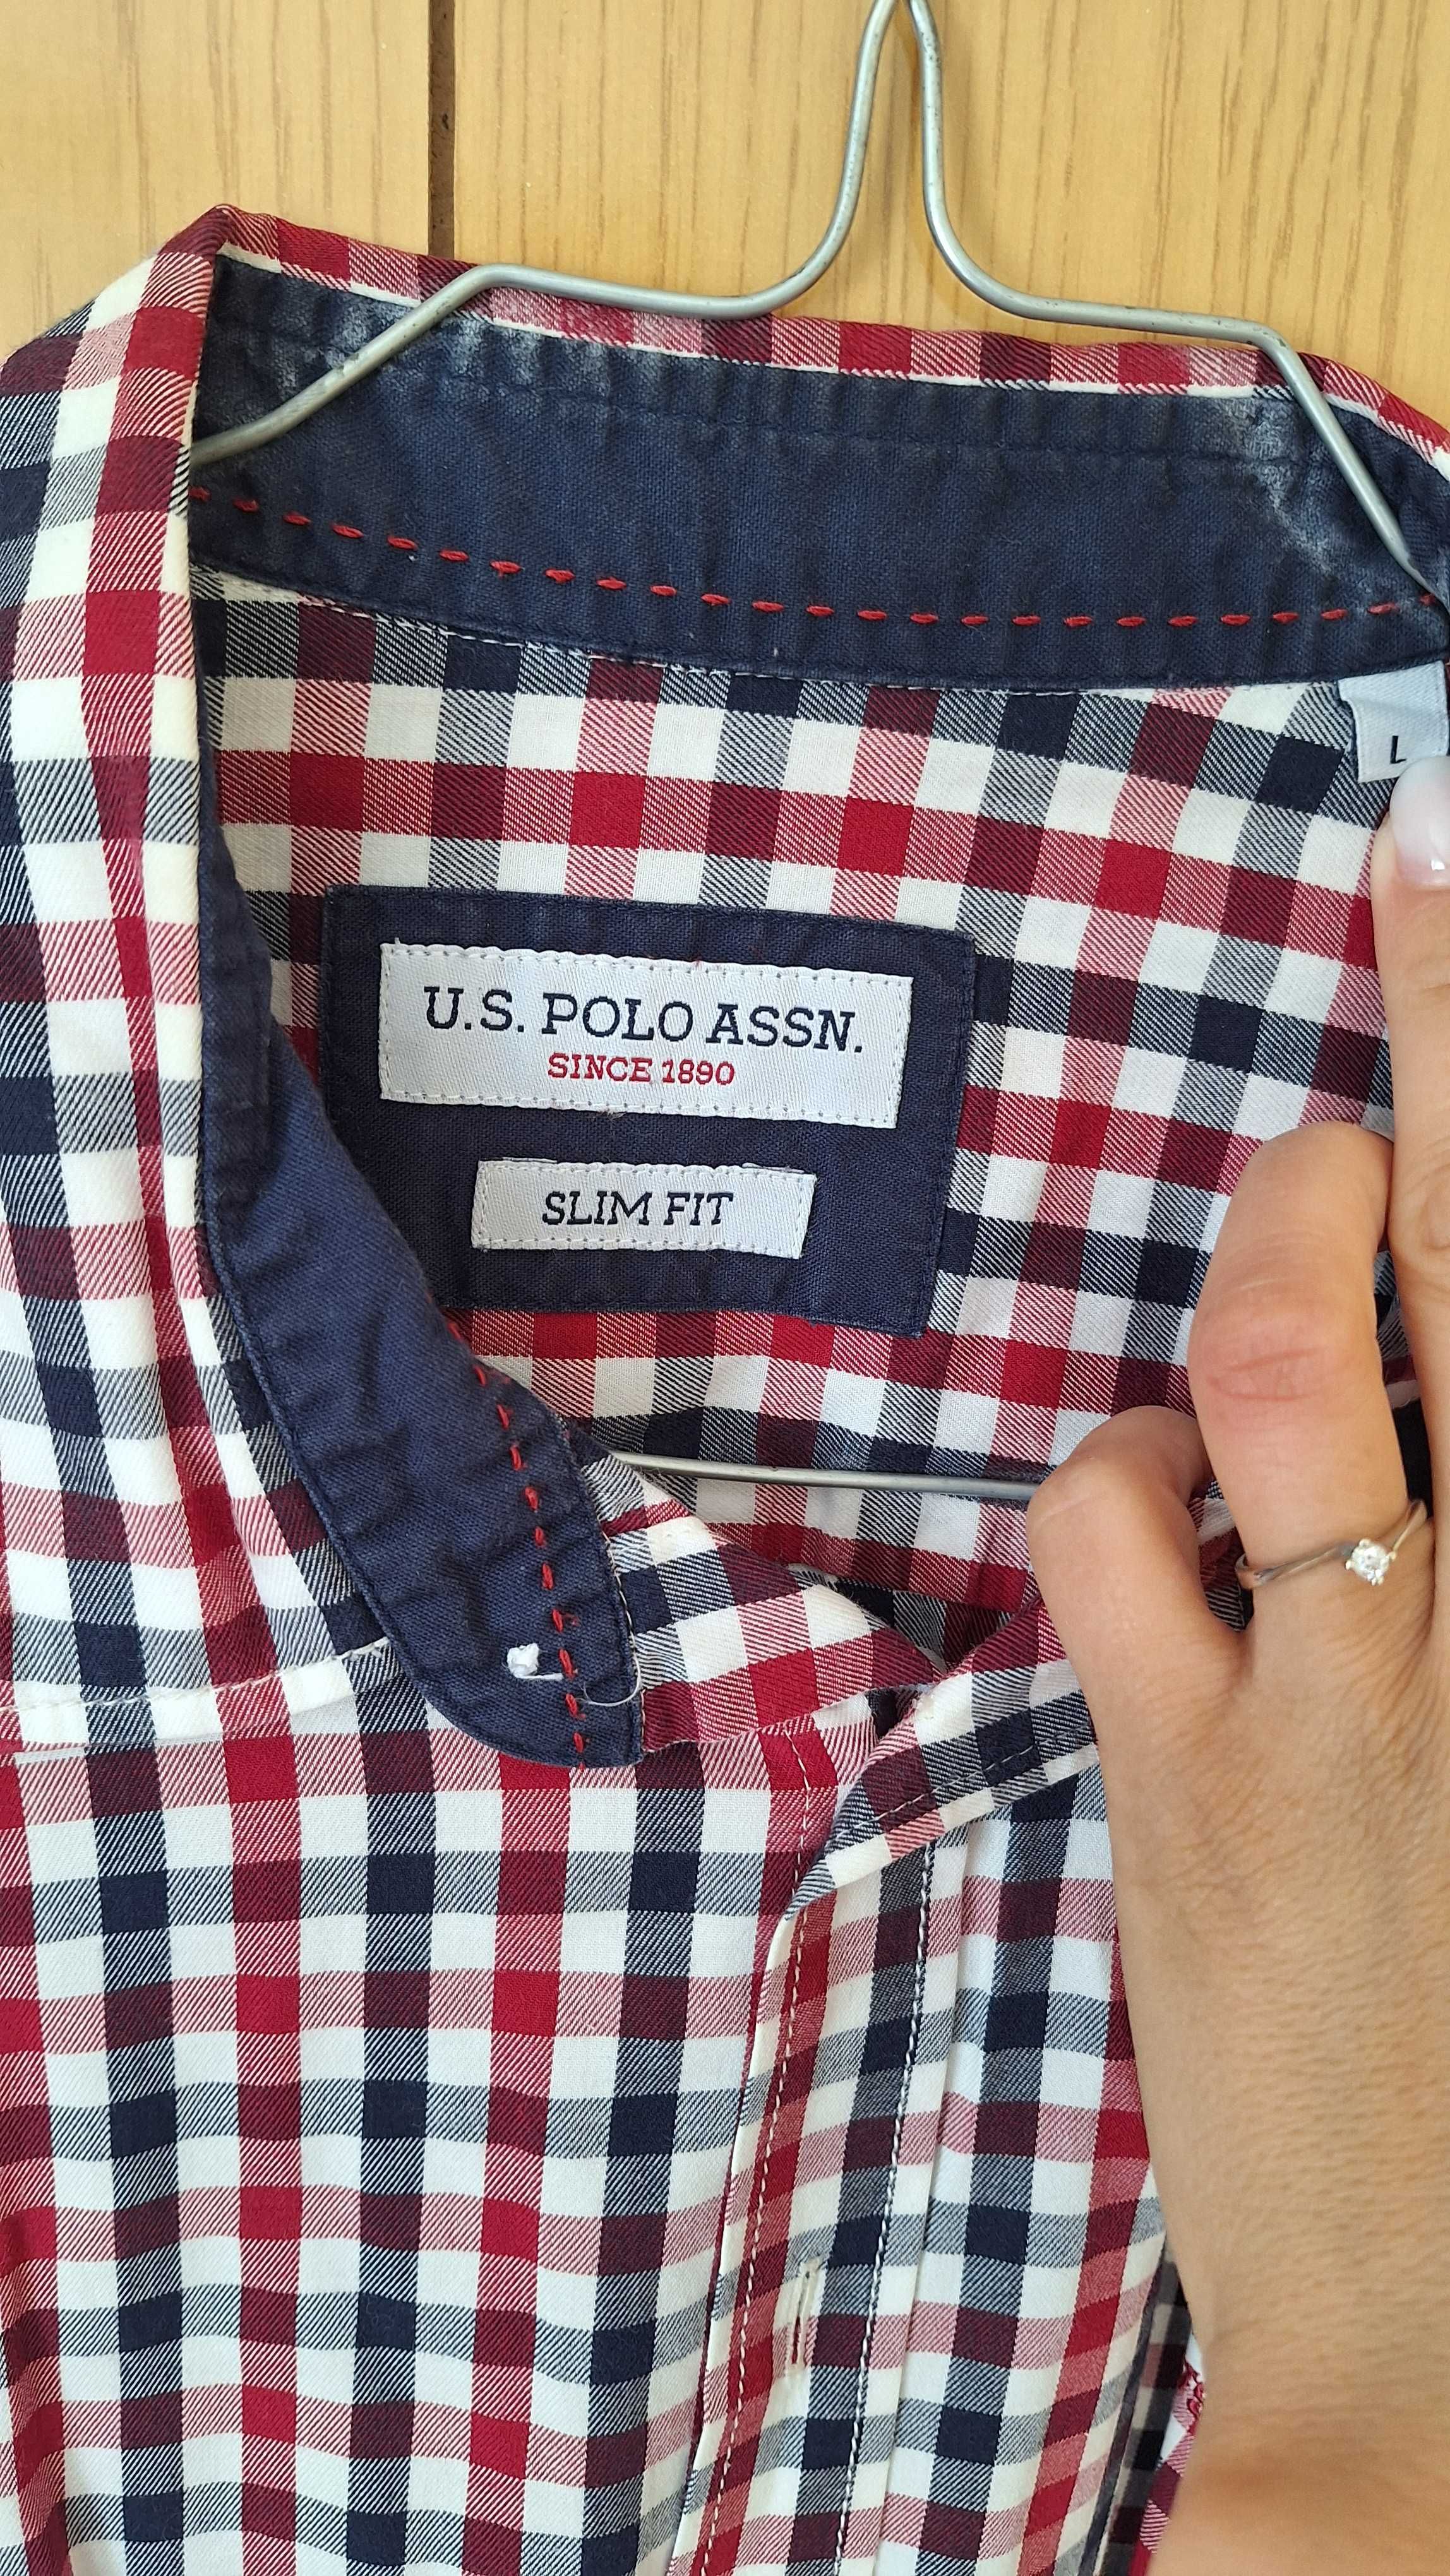 L
U.S. POLO ASSN.
SINCE 1890
SLIM FIT